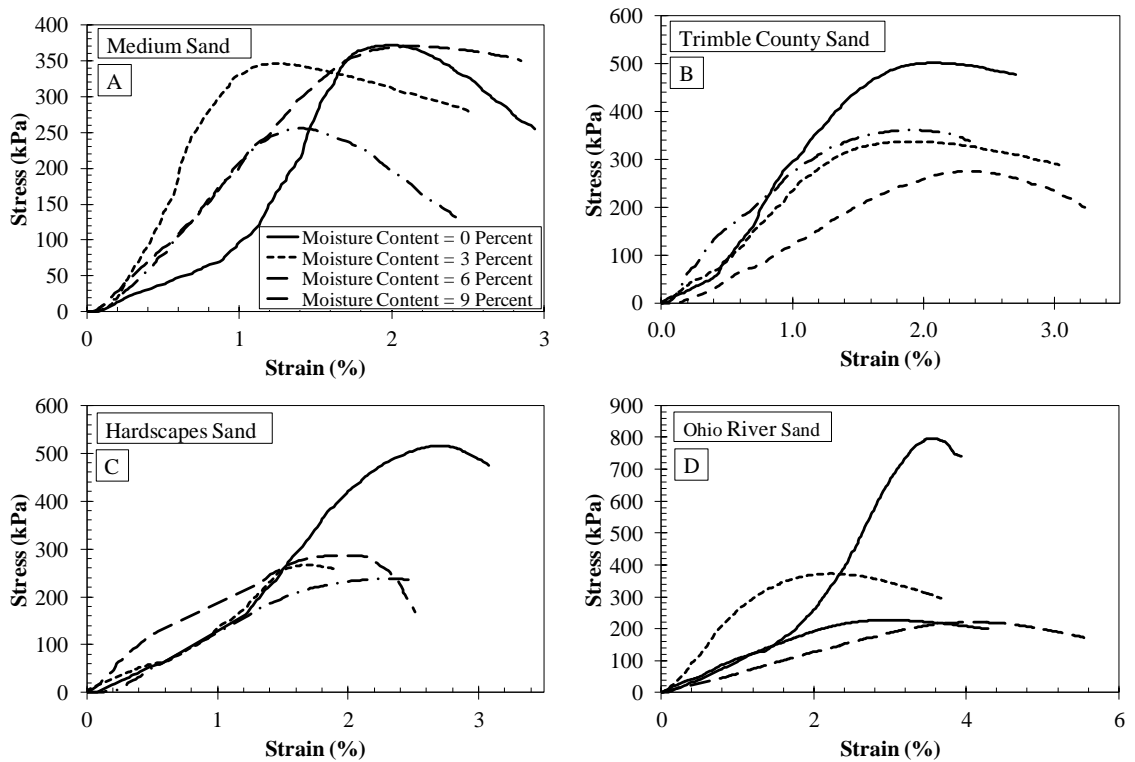 Medium Sand
A
Stress (kPa)
400
350
300
250
200
150
100
50
0
Moisture Content = 0 Percent
Moisture Content = 3 Percent
Moisture Content = 6 Percent
Moisture Content = 9 Percent
0 1 2 3
Strain (%)
Trimble County Sand
B
Stress (kPa)
600
500
400
300
200
100
0
0.0 1.0 2.0 3.0
Strain (%)
Hardscapes Sand
C
Stress (kPa)
600
500
400
300
200
100
0
0 1 2 3
Strain (%)
Ohio River Sand
D
Stress (kPa)
900
800
700
600
500
400
300
200
100
0
0 2 4 6
Strain (%)